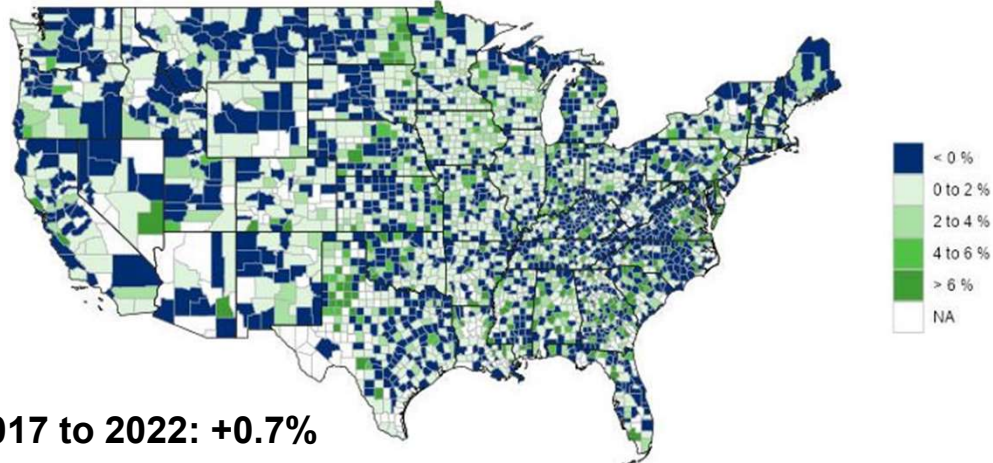 < 0 %
0 to 2 %
2 to 4 %
4 to 6 %
> 6 %
NA
017 to 2022: +0.7%